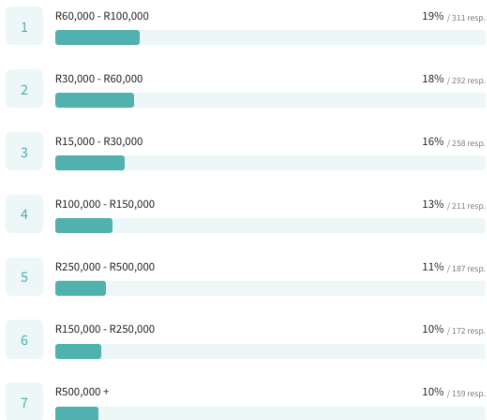 1 R60,000 - R100,000 19% / 311 resp.
2 R30,000 - R60,000 18% / 292 resp.
3 R15,000 - R30,000 16% / 258 resp.
4 R100,000 - R150,000 13% / 211 resp.
5 R250,000 - R500,000 11% / 187 resp.
6 R150,000 - R250,000 10% / 172 resp.
7 R500,000 + 10% / 159 resp.